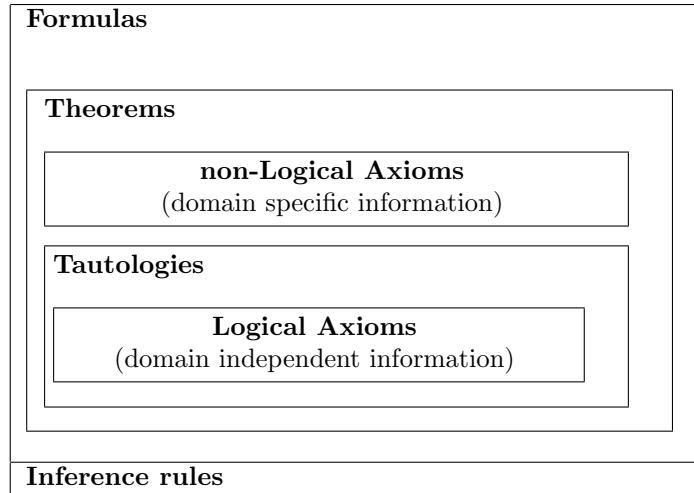 Formulas
Theorems
non-Logical Axioms
(domain specific information)
Tautologies
Logical Axioms
(domain independent information)
Inference rules